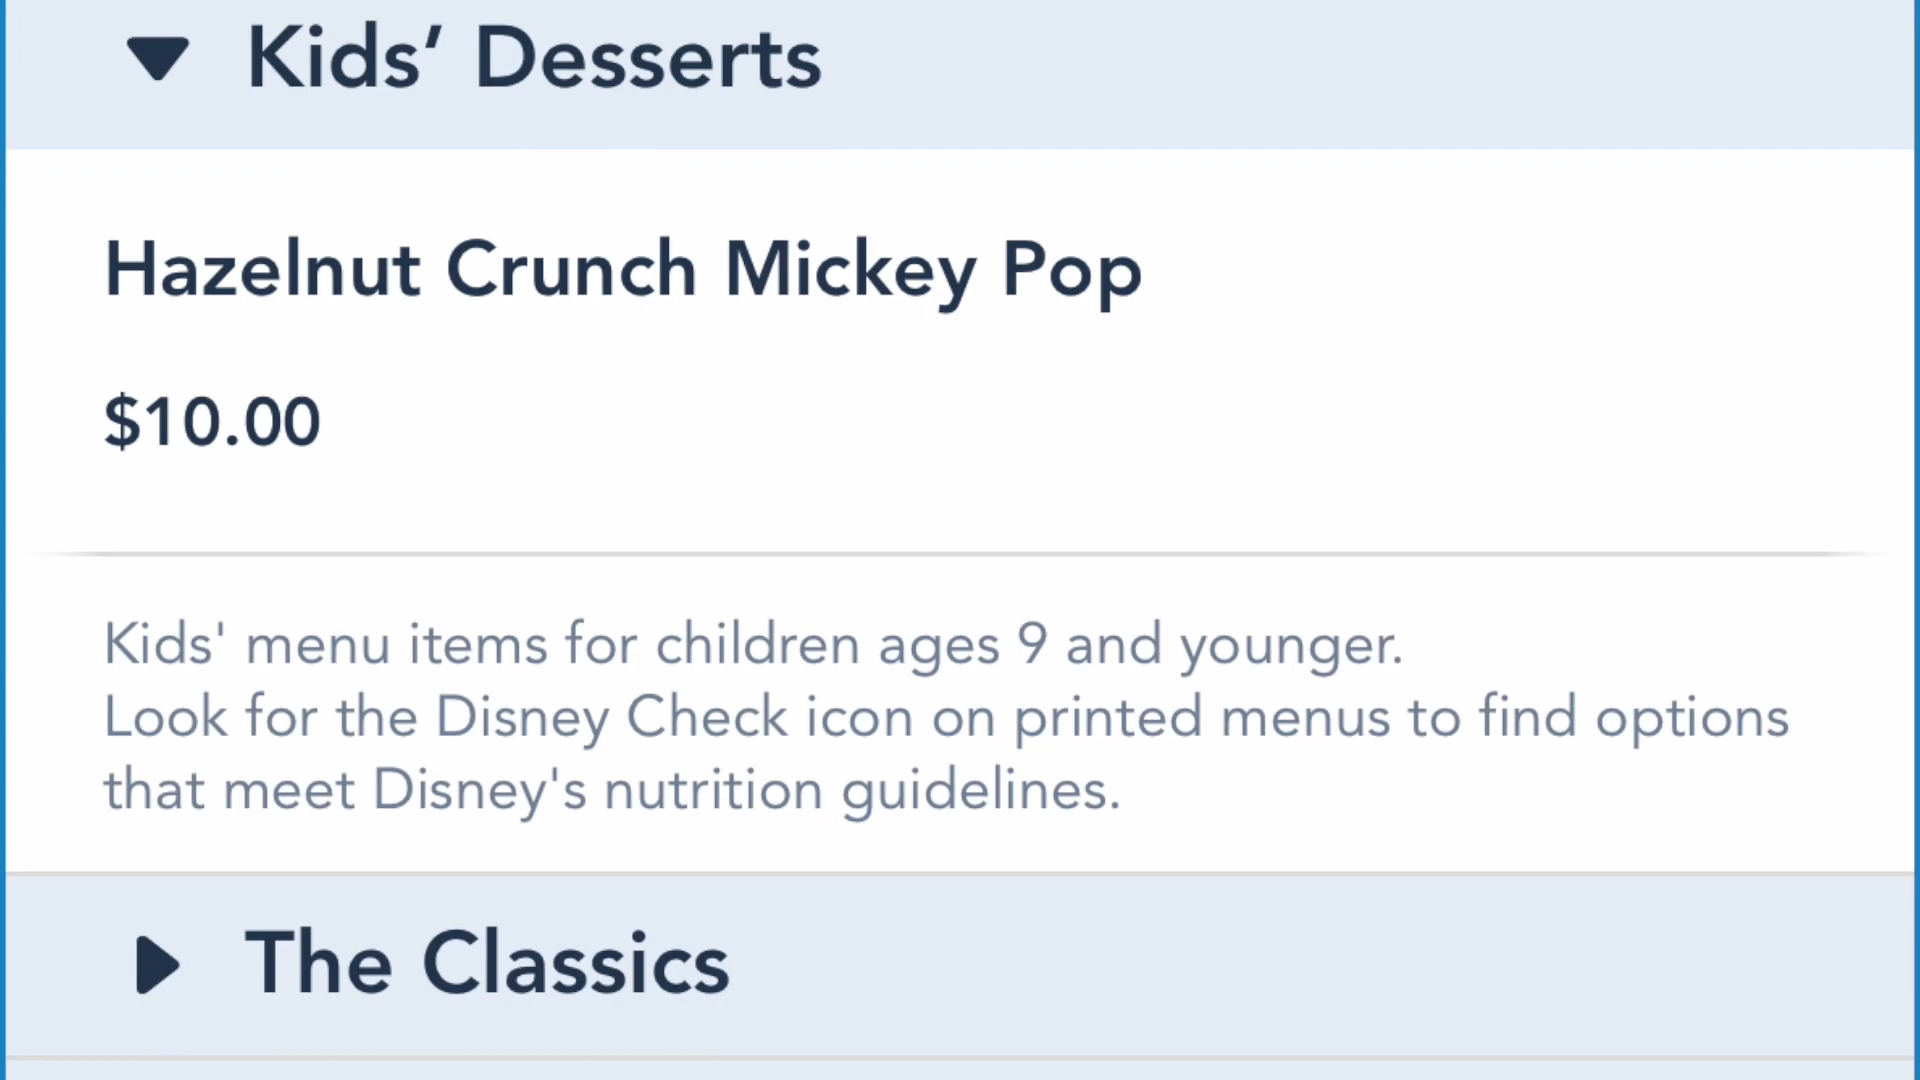 Kids’ Desserts
Hazelnut Crunch Mickey Pop
$10.00
Kids' menu items for children ages 9 and younger.
Look for the Disney Check icon on printed menus to find options
that meet Disney's nutrition guidelines.
The Classics